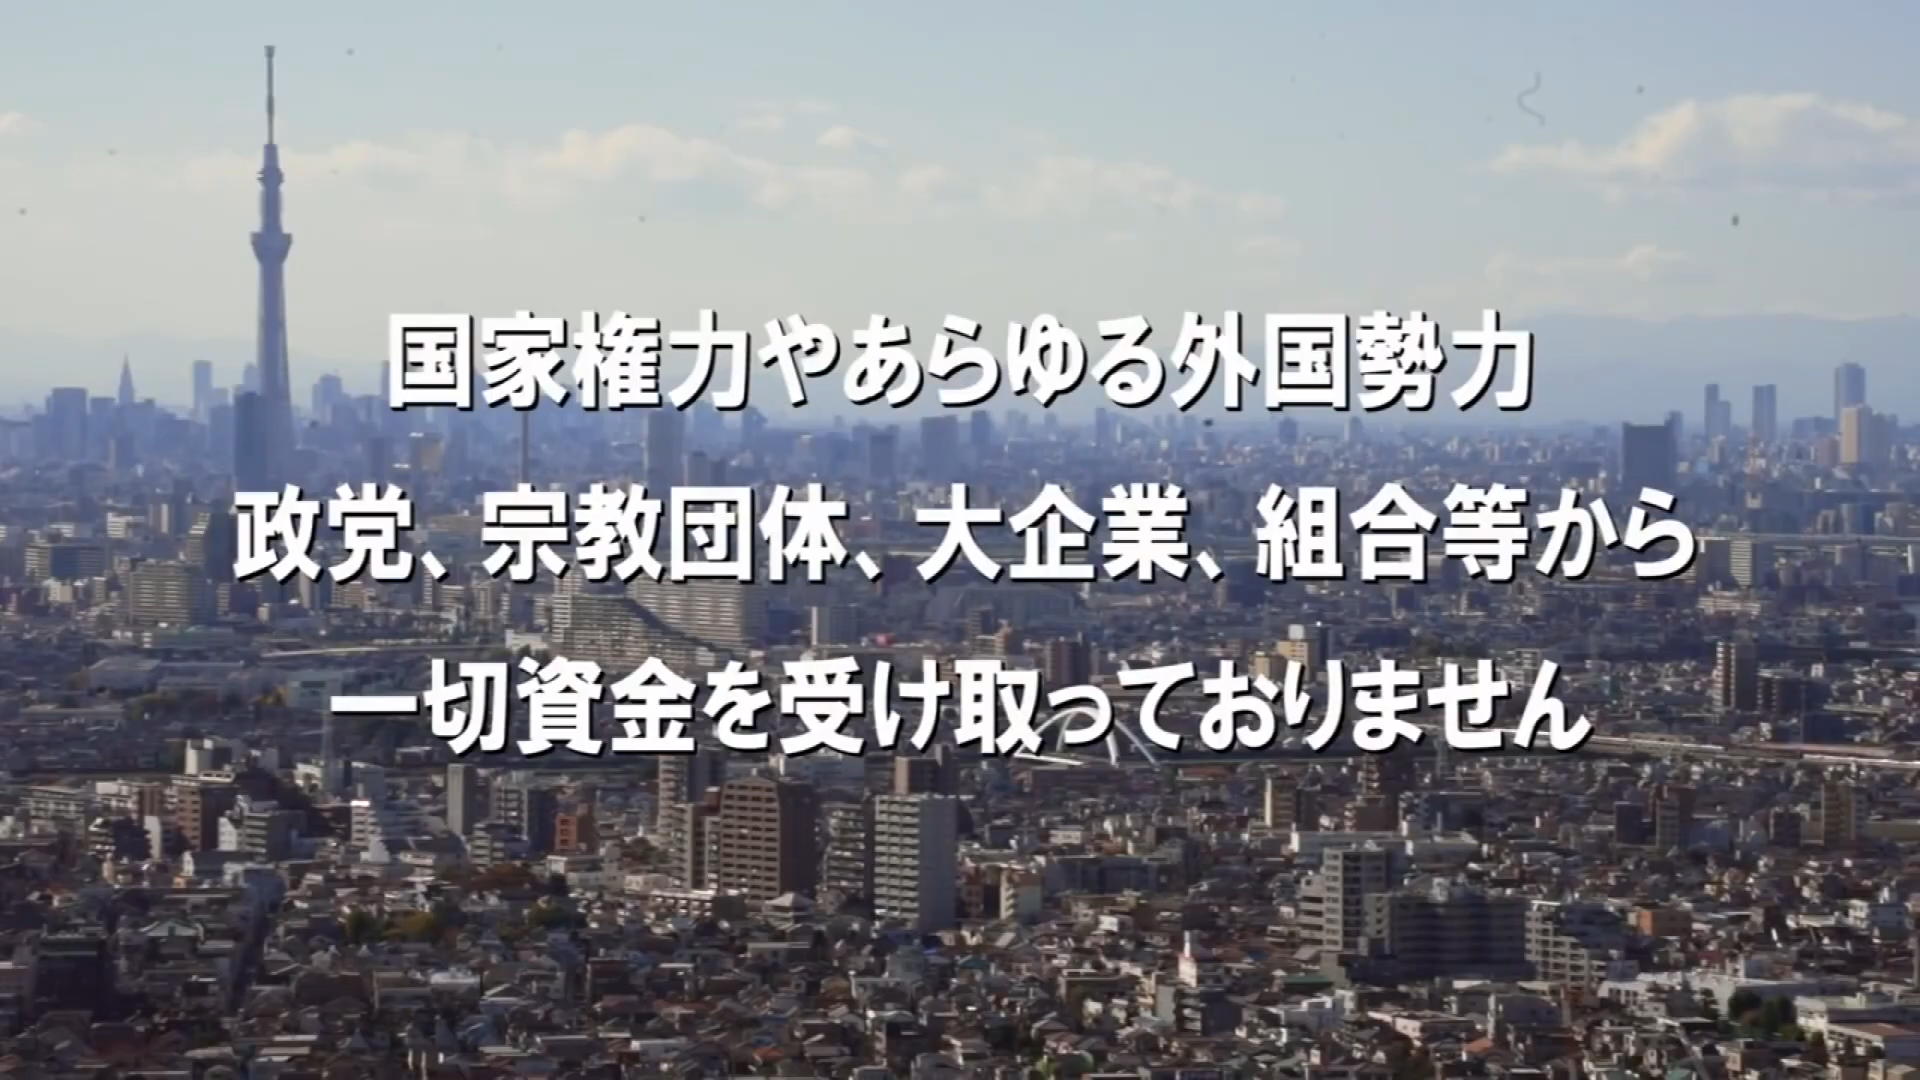 国家権力やあらゆる外国勢力
政党、宗教団体、大企業、組合等から
一切資金を受け取っておりません